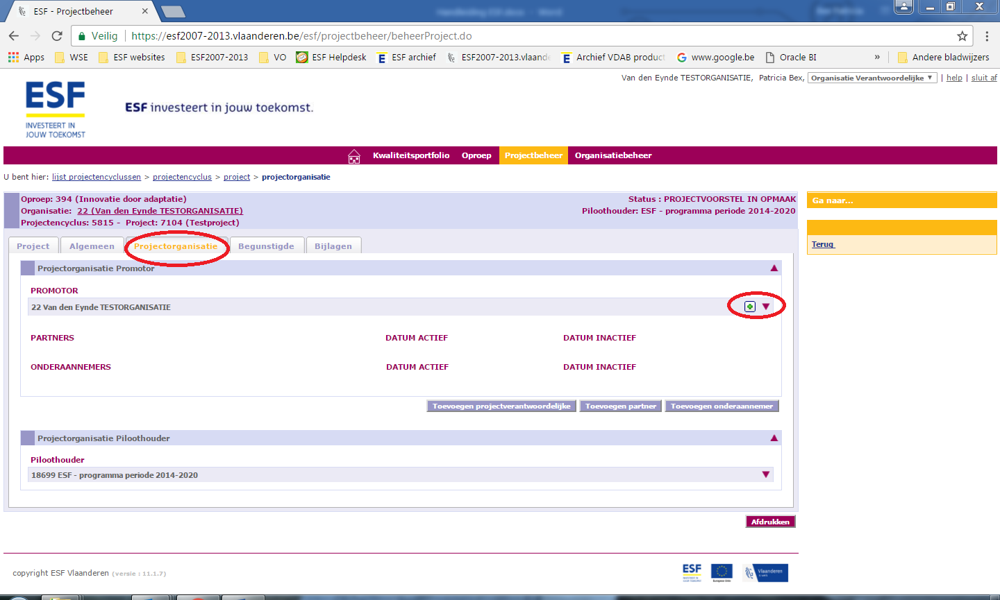 ESF - Projectbeheer
Veilig https://esf2007-2013.vlaanderen.be/esf/projectbeheer/beheerProject.do
Apps WSE ESF websites ESF2007-2013 VO ESF Helpdesk ESF archief ESF2007-2013.vlaande Archief VDAB product www.google.be Oracle BI » Andere bladwijzers
Van den Eynde TESTORGANISATIE, Patricia Bex, Organisatie Verantwoordelijke | help | sluit af
ESF
INVESTEERT IN
JOUW TOEKOMST
ESF investeert in jouw toekomst.
Kwaliteitsportfolio Oproep Projectbeheer Organisatiebeheer
U bent hier: lijst projectencyclussen > projectencyclus > project > projectorganisatie
Oproep: 394 (Innovatie door adaptatie)
Organisatie: 22 (Van den Eynde TESTORGANISATIE)
Projectencyclus: 5815 - Project: 7104 (Testproject)
Status : PROJECTVOORSTEL IN OPMAAK
Piloothouder: ESF - programma periode 2014-2020
Ga naar...
Terug
Project Algemeen Projectorganisatie Begunstigde Bijlagen
Projectorganisatie Promotor
PROMOTOR
22 Van den Eynde TESTORGANISATIE
PARTNERS DATUM ACTIEF DATUM INACTIEF
ONDERAANNEMERS DATUM ACTIEF DATUM INACTIEF
Toevoegen projectverantwoordelijke Toevoegen partner Toevoegen onderaannemer
Projectorganisatie Piloothouder
Piloothouder
18699 ESF - programma periode 2014-2020
Afdrukken
copyright ESF Vlaanderen (versie : 11.1.7)
ESF
Vlaanderen